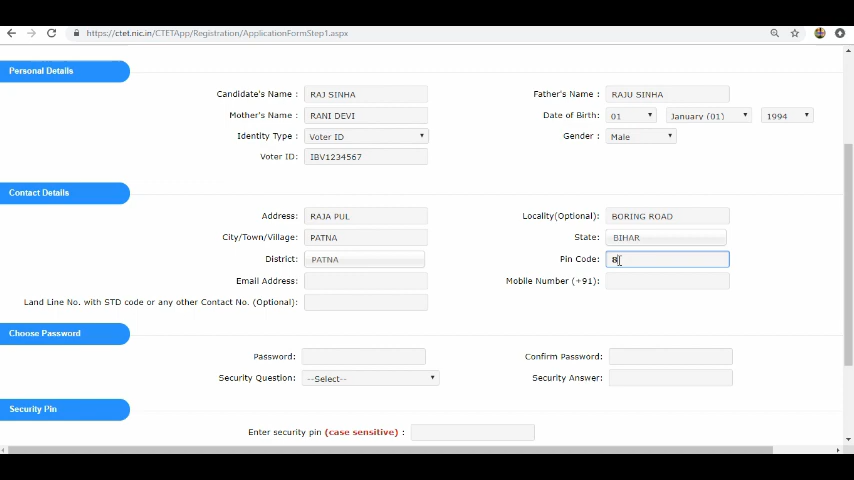 https://ctet.nic.in/CTETApp/Registration/ApplicationFormStep1.aspx
Personal Details
Candidate's Name : RAJ SINHA Father's Name : RAJU SINHA
Mother's Name : RANI DEVI Date of Birth: 01 January (01) 1994
Identity Type : Voter ID Gender : Male
Voter ID: IBV1234567
Contact Details
Address: RAJA PUL Locality(Optional): BORING ROAD
City/Town/Village: PATNA State: BIHAR
District: PATNA Pin Code: 8
Email Address: Mobile Number (+91):
Land Line No. with STD code or any other Contact No. (Optional):
Choose Password
Password: Confirm Password:
Security Question: --Select-- Security Answer:
Security Pin
Enter security pin (case sensitive) :